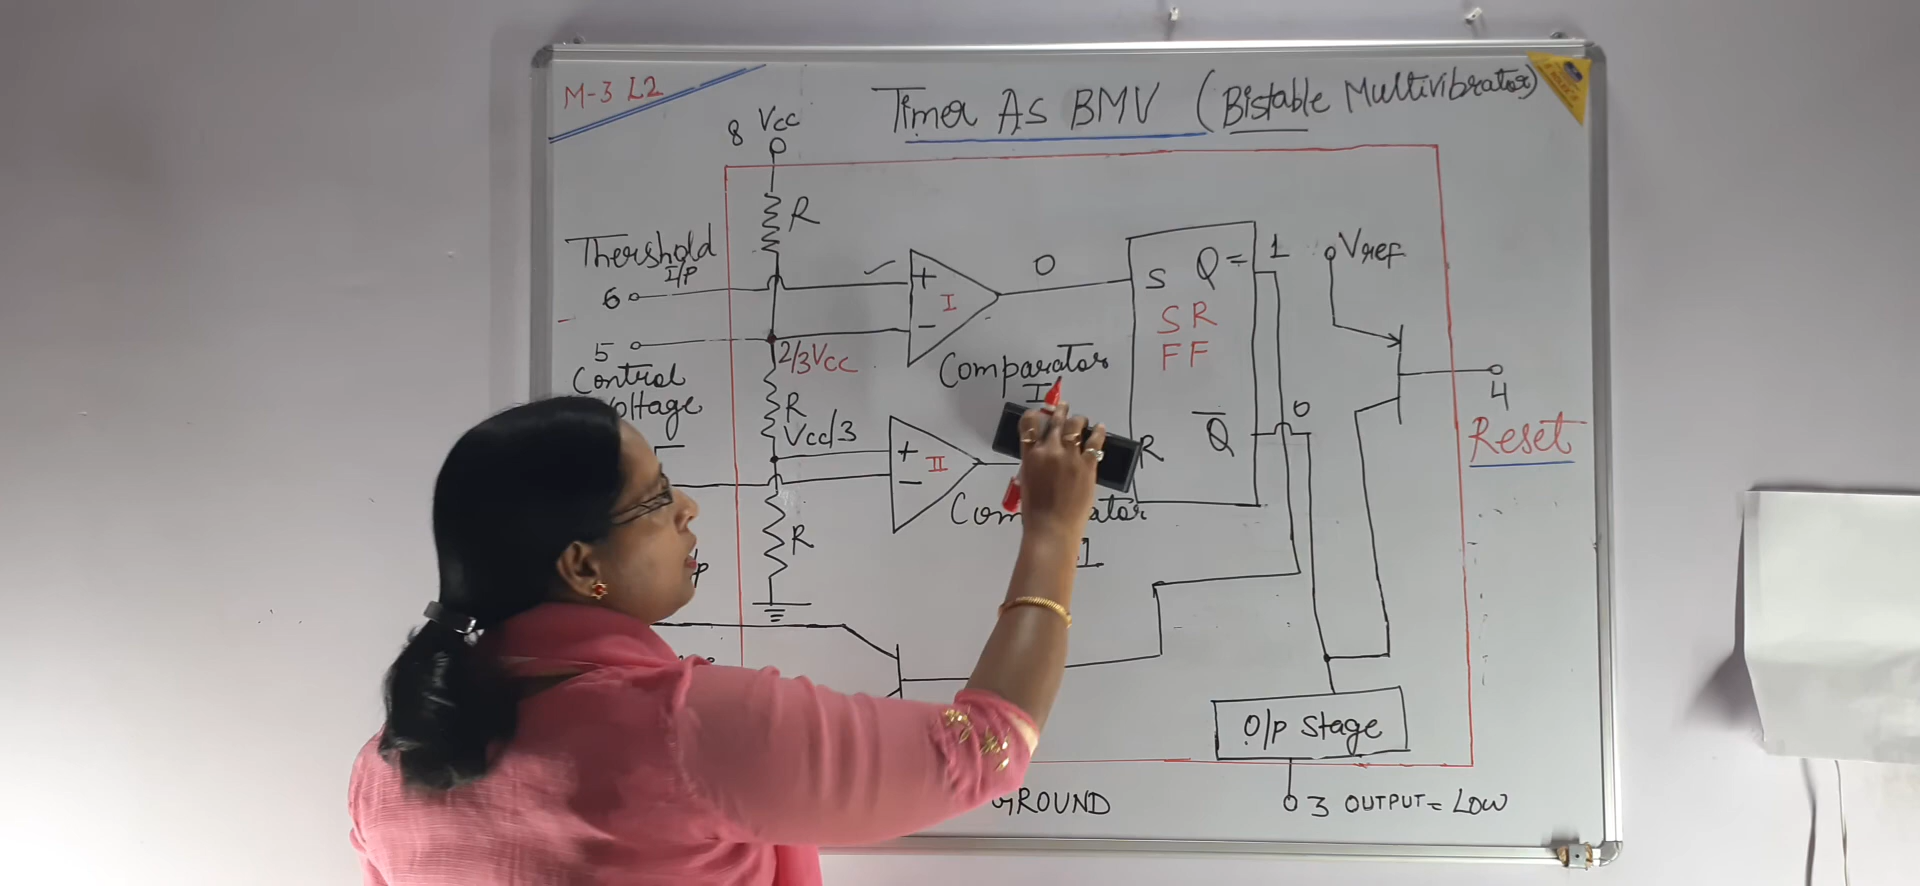 M-3 L2
Timer As BMV (Bistable Multivibrator)
8 Vcc
R
Thershold
I/P
6
5
Control
2/3Vcc
R
Vcc/3
R
+
-
I
0
Comparator
I
+
-
II
S Q = 1
SR
FF
R Q̅ 0
Vref
4
Reset
O/p Stage
3 OUTPUT = LOW